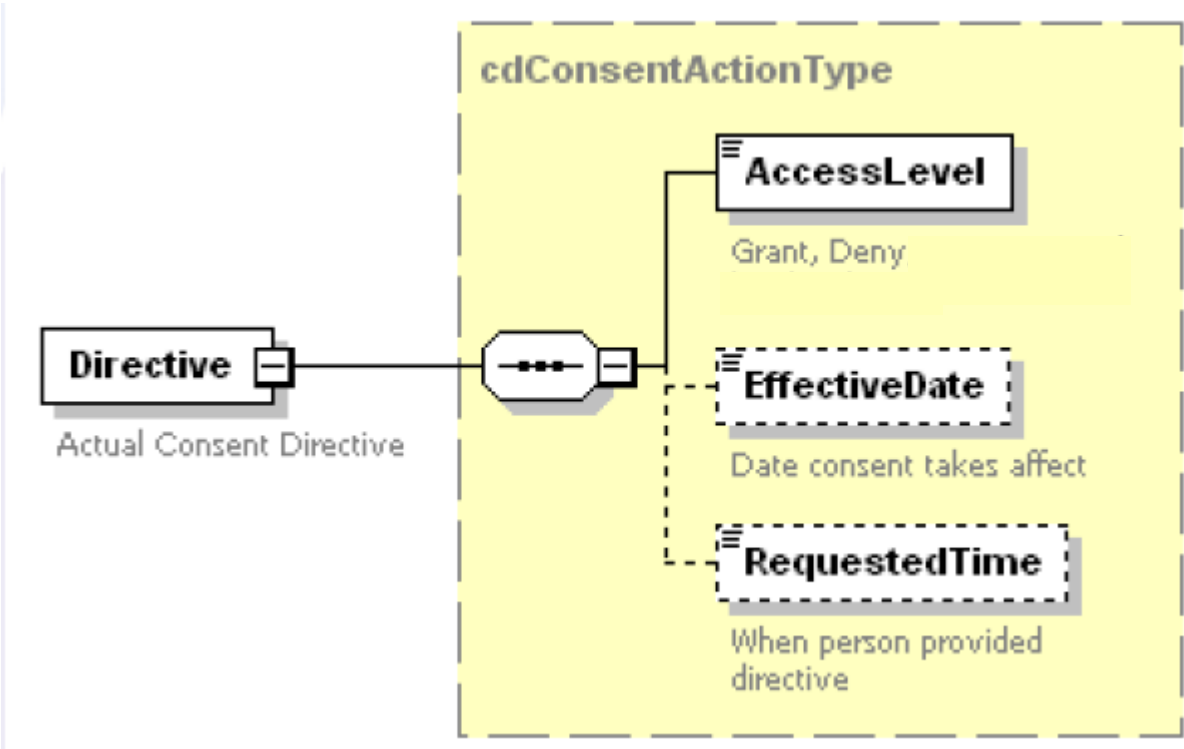 cdConsentActionType
AccessLevel
Grant, Deny
Directive
Actual Consent Directive
EffectiveDate
Date consent takes affect
RequestedTime
When person provided
directive